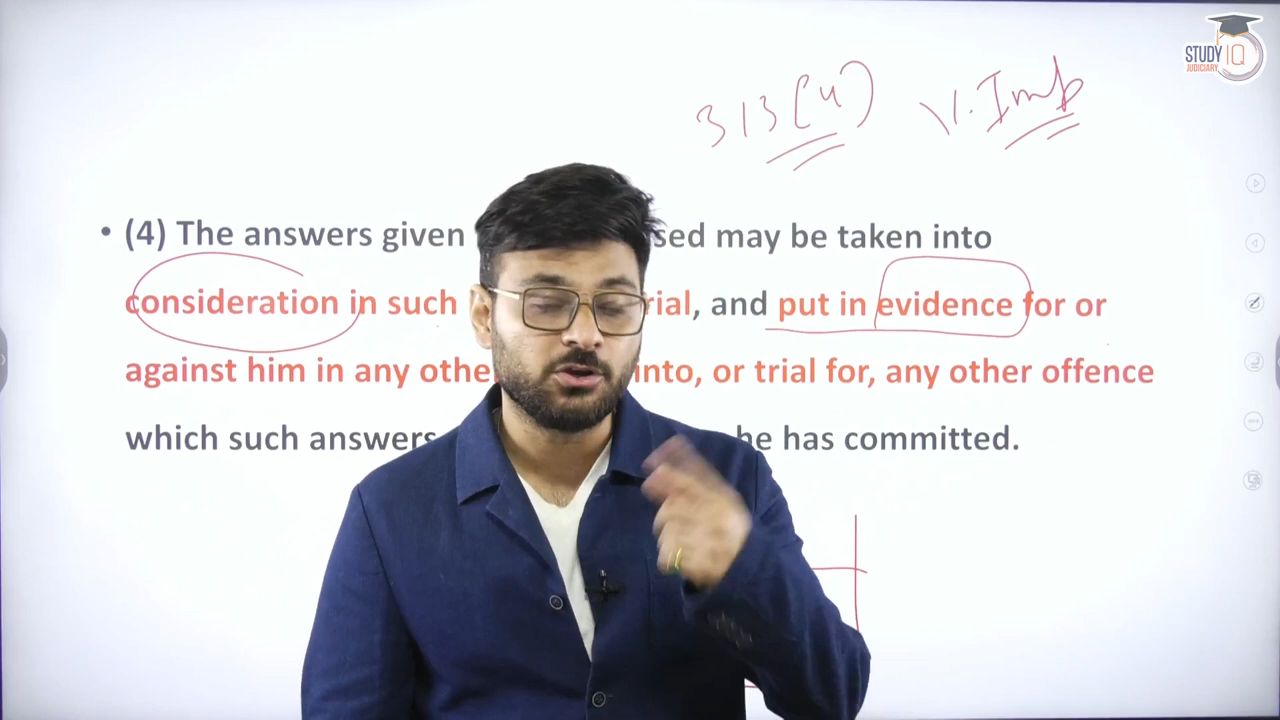 STUDY IQ
JUDICIARY
313(4) V. Imp
• (4) The answers given sed may be taken into
consideration in such rial, and put in evidence for or
against him in any othe into, or trial for, any other offence
which such answers he has committed.